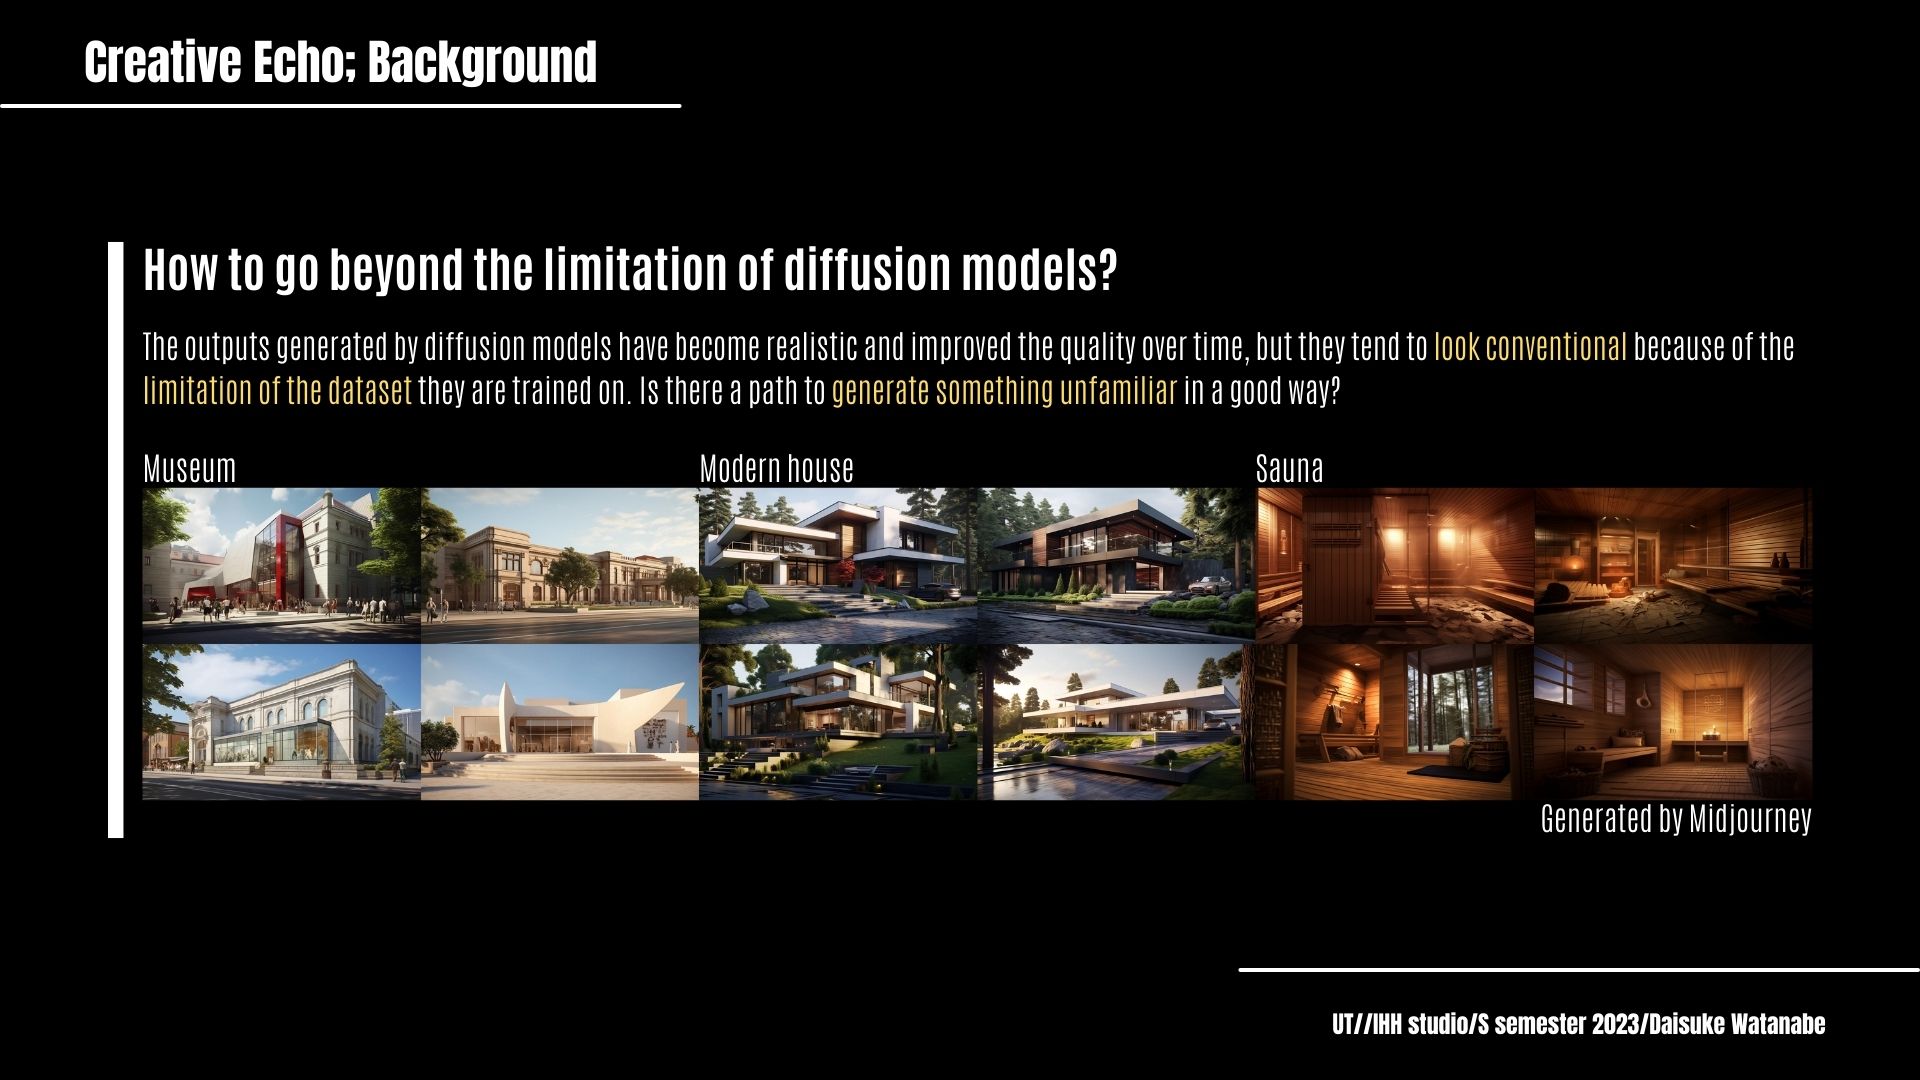 Creative Echo; Background
How to go beyond the limitation of diffusion models?
The outputs generated by diffusion models have become realistic and improved the quality over time, but they tend to look conventional because of the
limitation of the dataset they are trained on. Is there a path to generate something unfamiliar in a good way?
Museum
Modern house
Sauna
Generated by Midjourney
UT//IHH studio/S semester 2023/Daisuke Watanabe